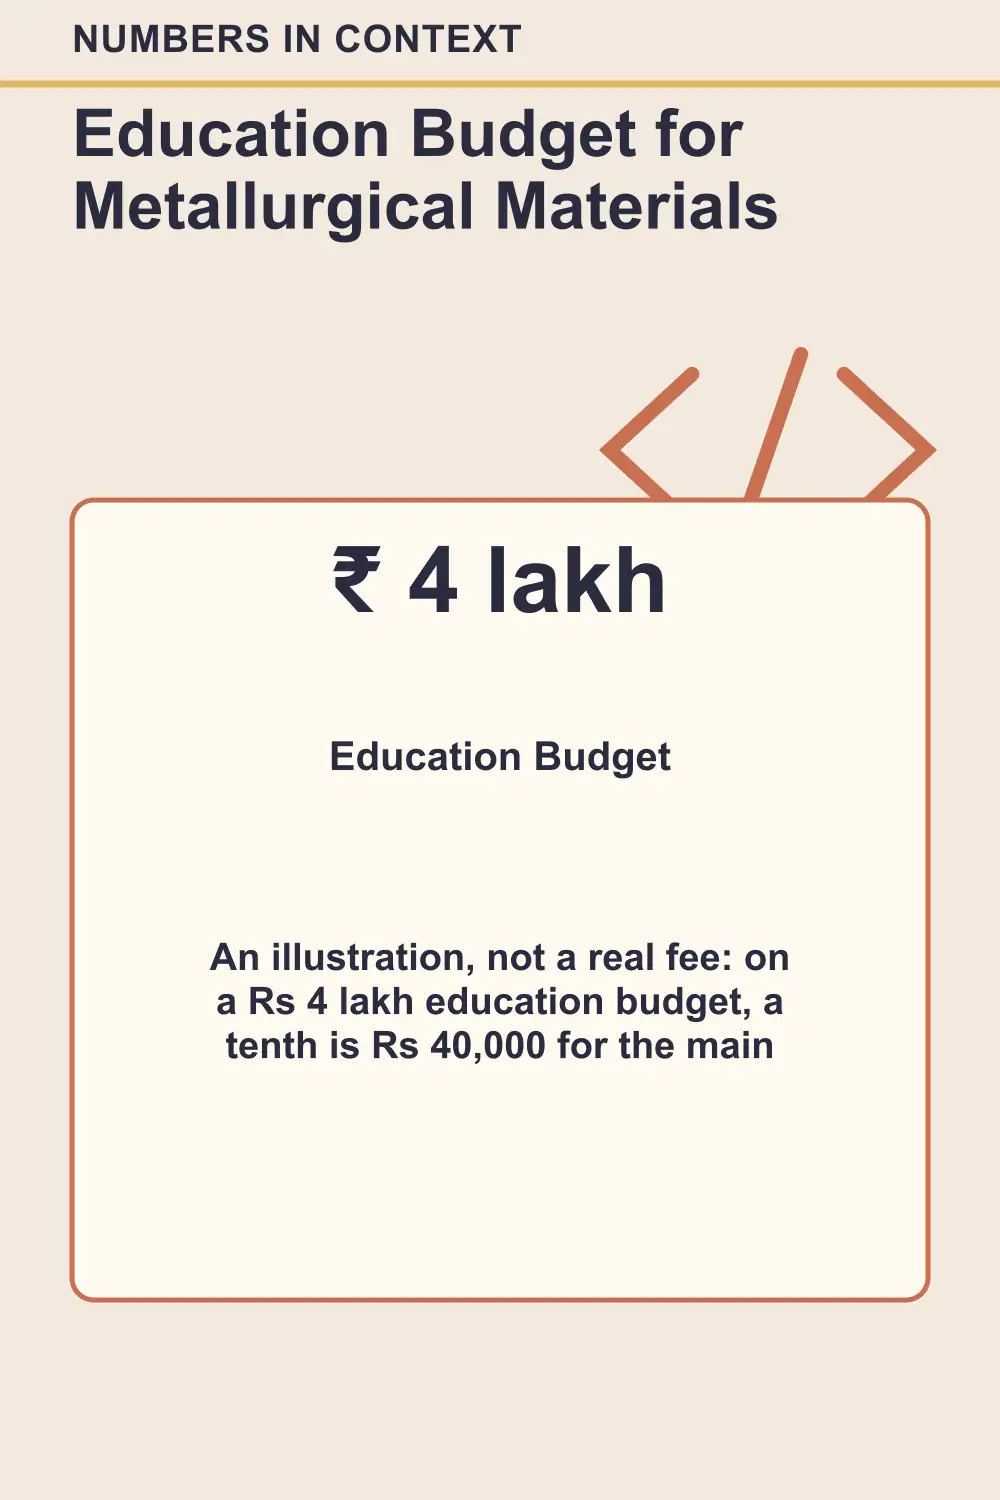 NUMBERS IN CONTEXT
Education Budget for
Metallurgical Materials
₹ 4 lakh
Education Budget
An illustration, not a real fee: on
a Rs 4 lakh education budget, a
tenth is Rs 40,000 for the main